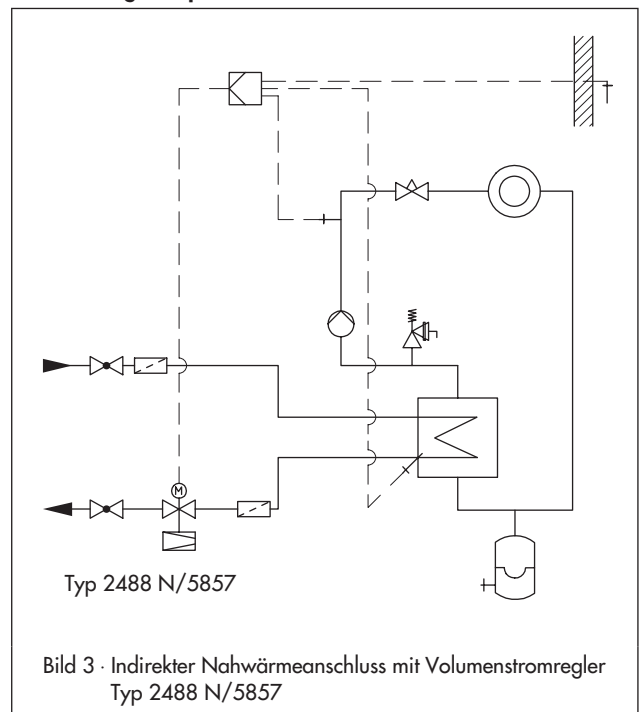 M
Typ 2488 N/5857
Bild 3 · Indirekter Nahwärmeanschluss mit Volumenstromregler
Typ 2488 N/5857